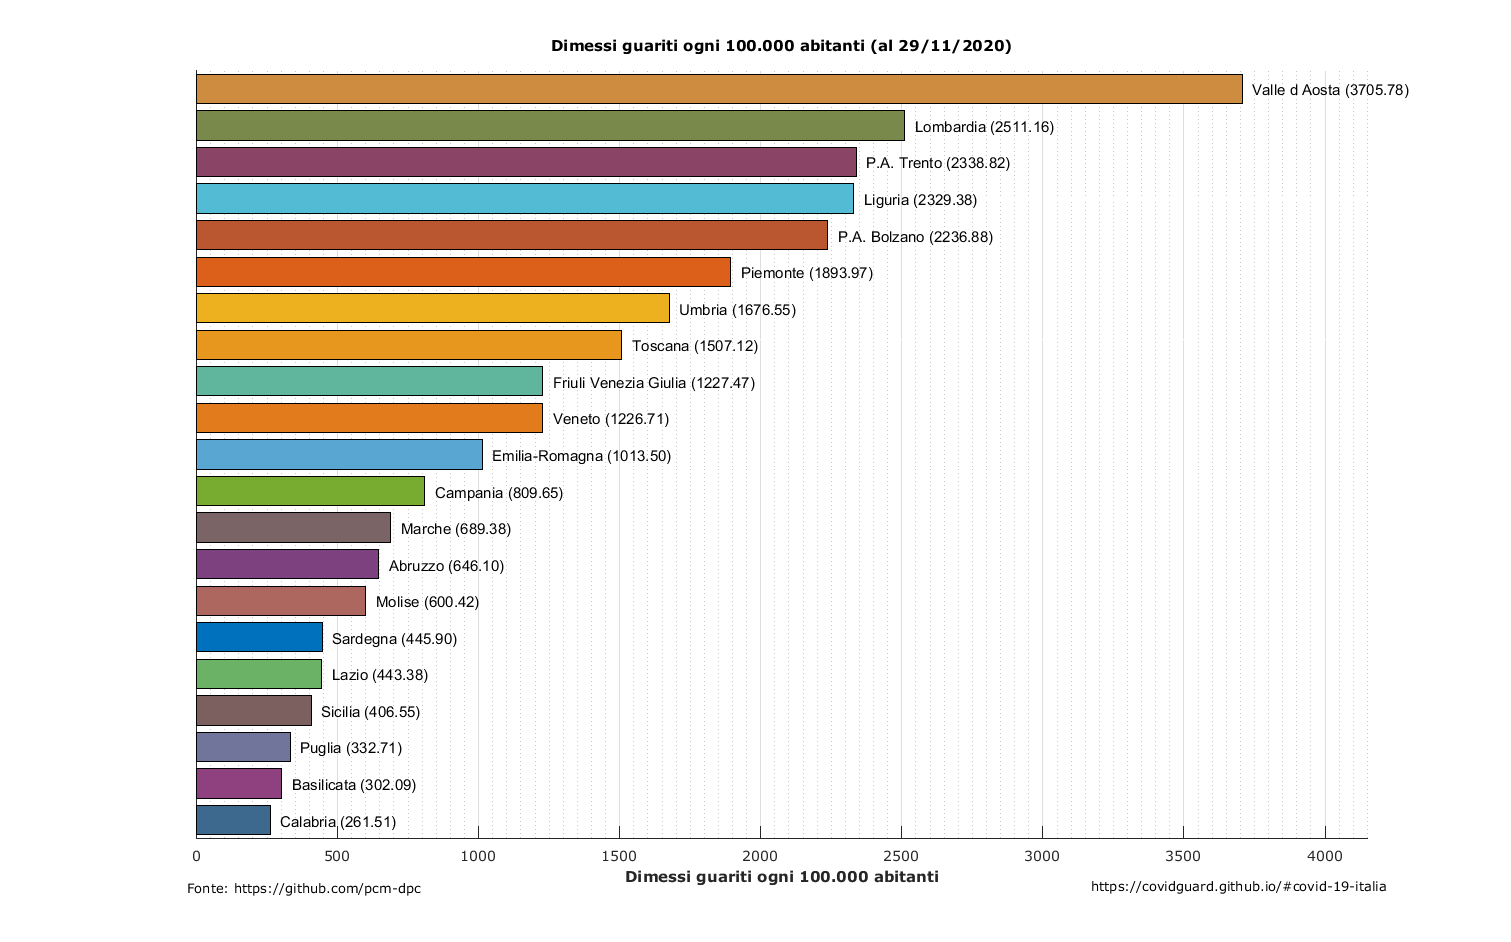 Dimessi guariti ogni 100.000 abitanti (al 29/11/2020)
Valle d Aosta (3705.78)
Lombardia (2511.16)
P.A. Trento (2338.82)
Liguria (2329.38)
P.A. Bolzano (2236.88)
Piemonte (1893.97)
Umbria (1676.55)
Toscana (1507.12)
Friuli Venezia Giulia (1227.47)
Veneto (1226.71)
Emilia-Romagna (1013.50)
Campania (809.65)
Marche (689.38)
Abruzzo (646.10)
Molise (600.42)
Sardegna (445.90)
Lazio (443.38)
Sicilia (406.55)
Puglia (332.71)
Basilicata (302.09)
Calabria (261.51)
0 500 1000 1500 2000 2500 3000 3500 4000
Dimessi guariti ogni 100.000 abitanti
Fonte: https://github.com/pcm-dpc
https://covidguard.github.io/#covid-19-italia